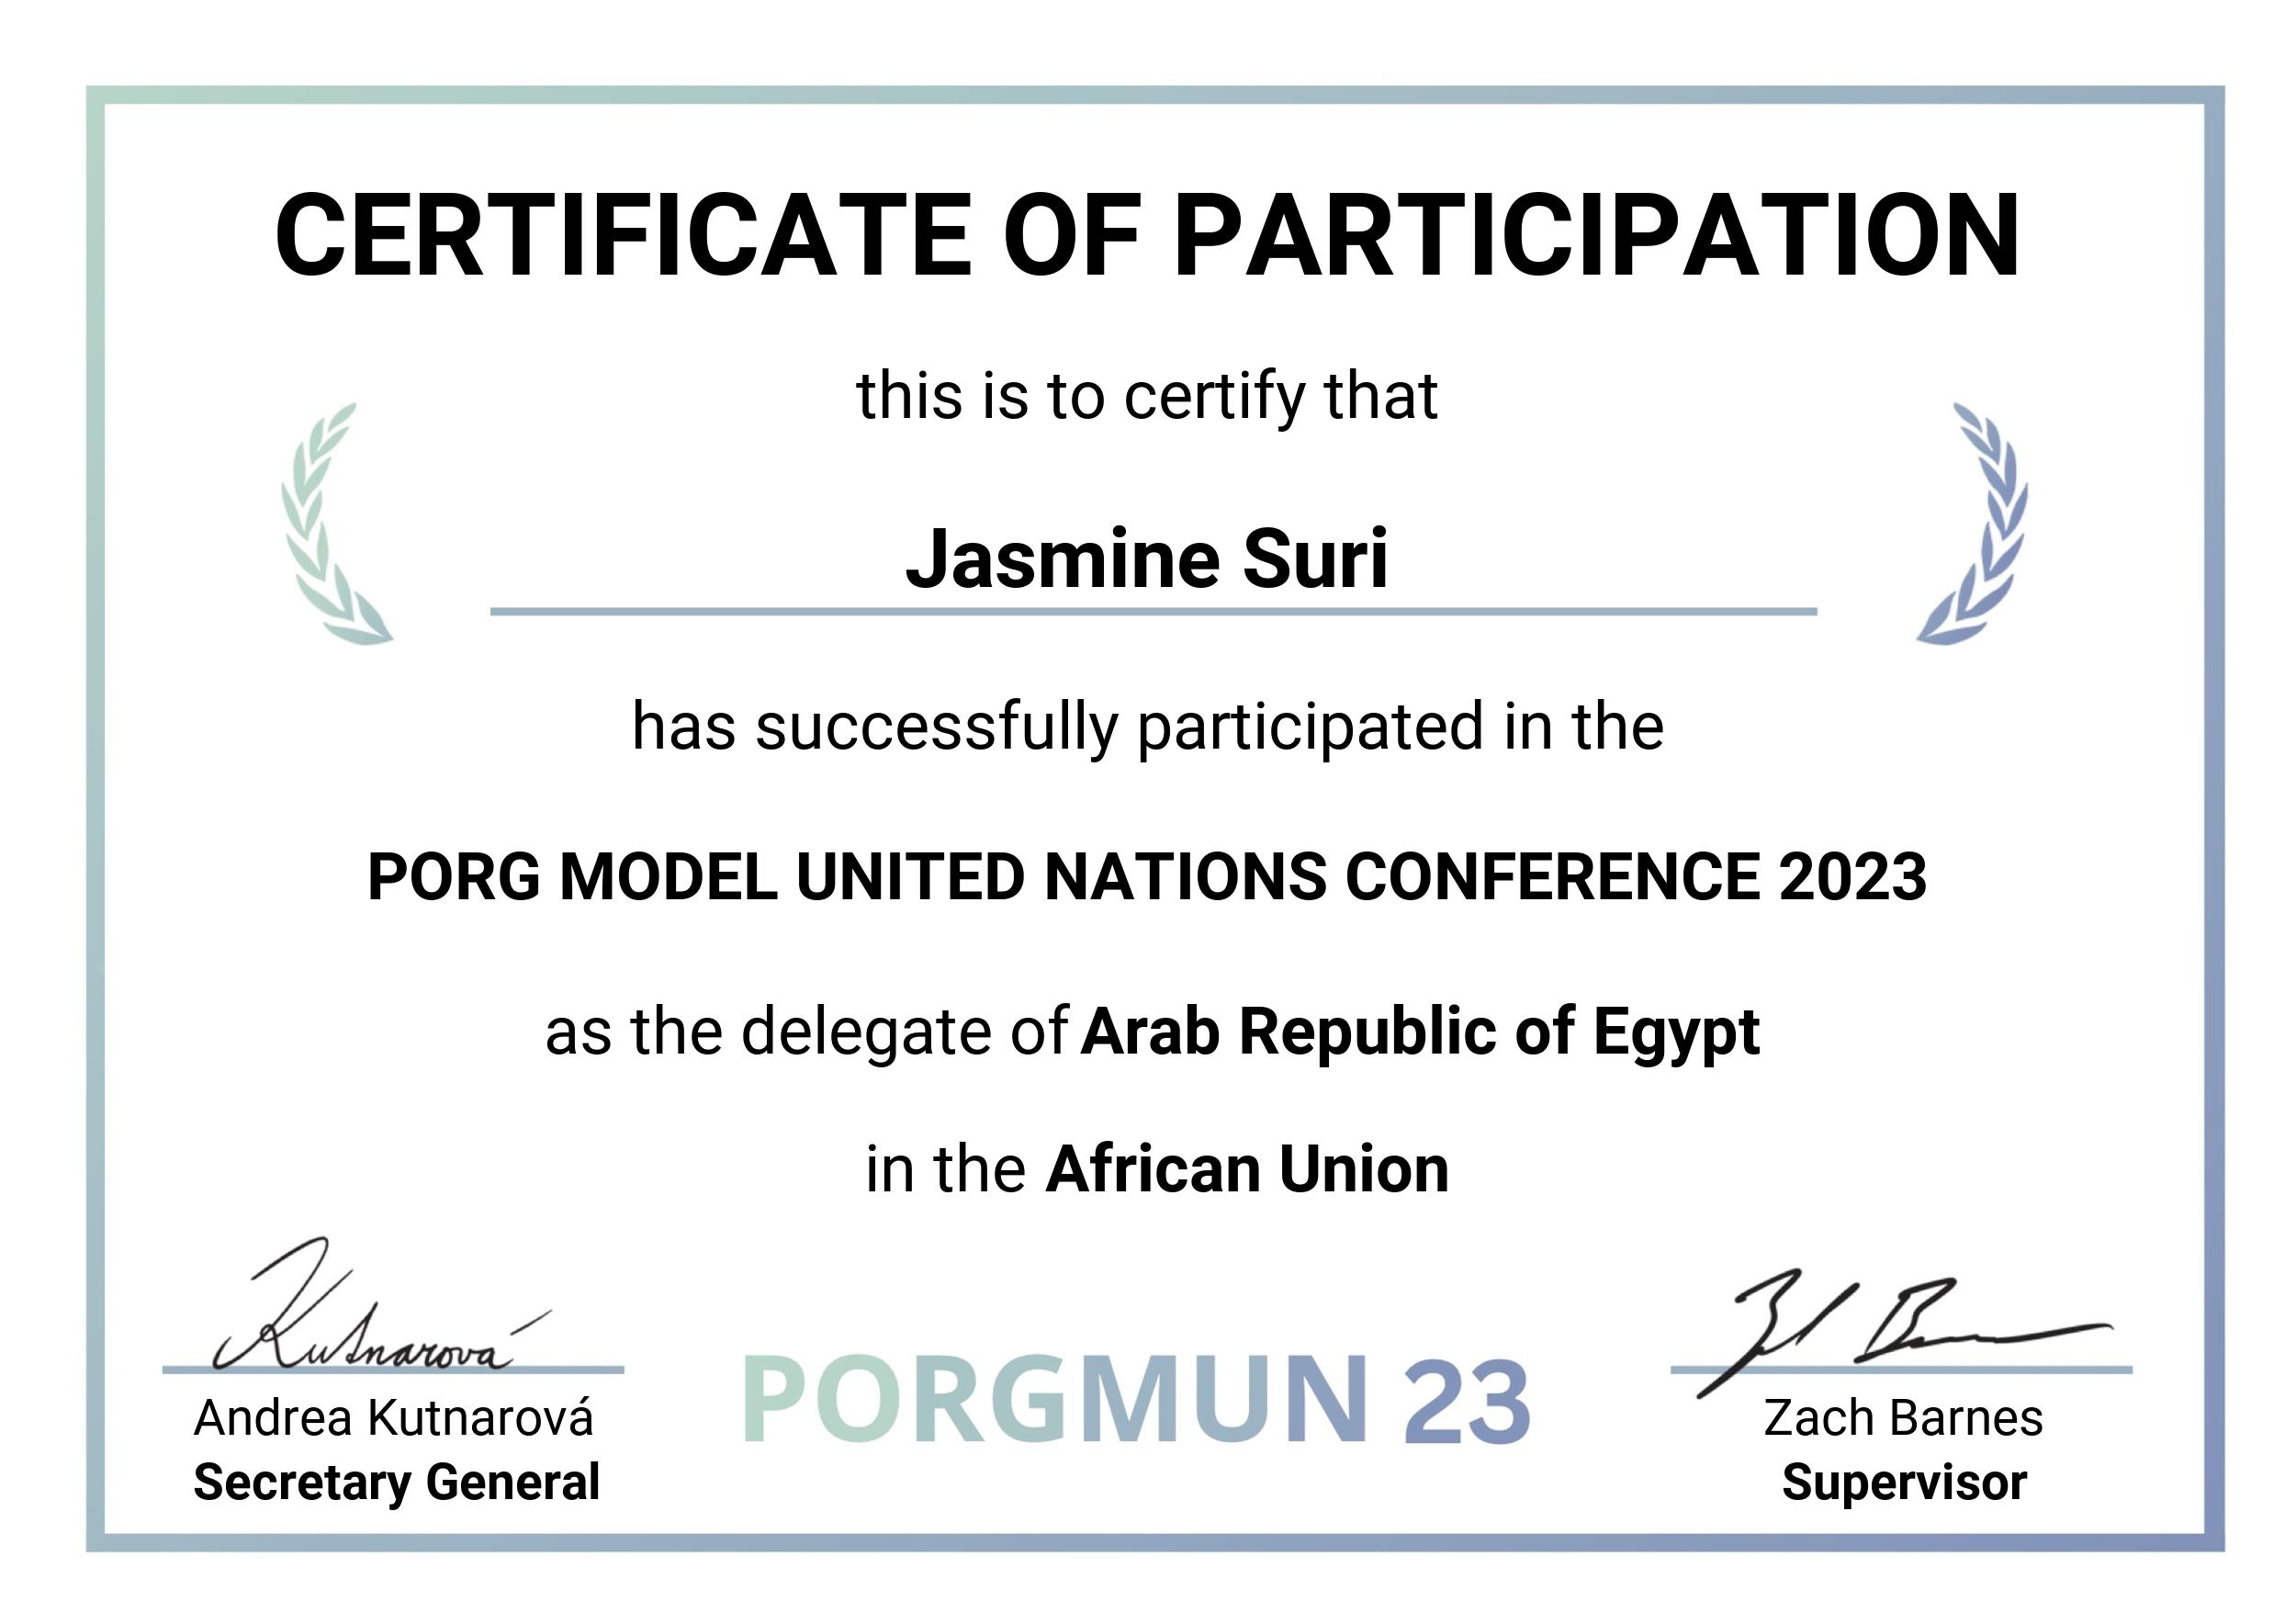 CERTIFICATE OF PARTICIPATION
this is to certify that
Jasmine Suri
has successfully participated in the
PORG MODEL UNITED NATIONS CONFERENCE 2023
as the delegate of Arab Republic of Egypt
in the African Union
Kutnarová
Andrea Kutnarová
Secretary General
PORGMUN 23
Zach Barnes
Supervisor